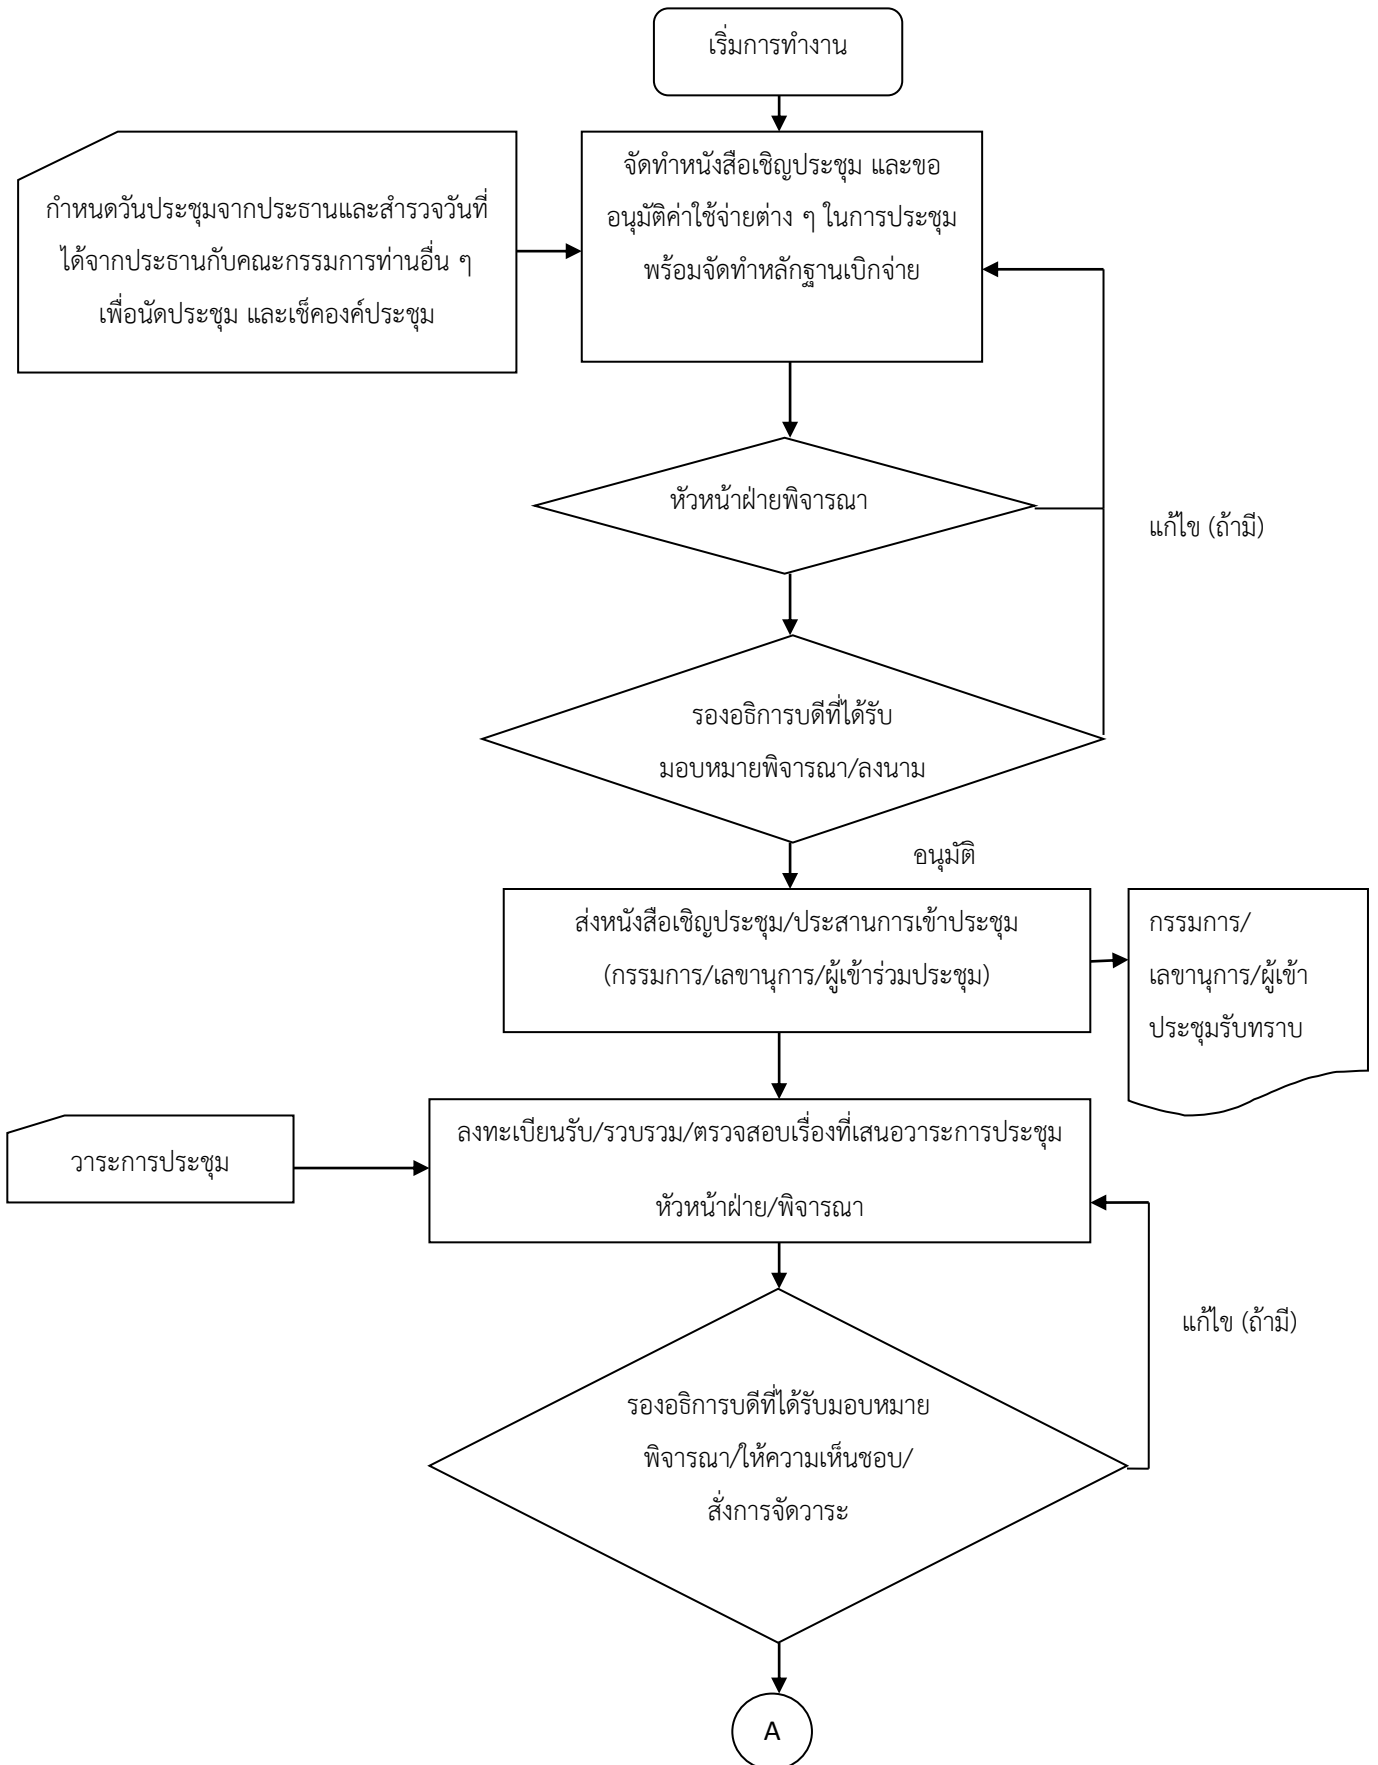 เริ่มการทำงาน
กำหนดวันประชุมจากประธานและสำรวจวันที่
ได้จากประธานกับคณะกรรมการท่านอื่น ๆ
เพื่อนัดประชุม และเช็คองค์ประชุม
จัดทำหนังสือเชิญประชุม และขอ
อนุมัติค่าใช้จ่ายต่าง ๆ ในการประชุม
พร้อมจัดทำหลักฐานเบิกจ่าย
หัวหน้าฝ่ายพิจารณา
แก้ไข (ถ้ามี)
รองอธิการบดีที่ได้รับ
มอบหมายพิจารณา/ลงนาม
อนุมัติ
ส่งหนังสือเชิญประชุม/ประสานการเข้าประชุม
(กรรมการ/เลขานุการ/ผู้เข้าร่วมประชุม)
กรรมการ/
เลขานุการ/ผู้เข้า
ประชุมรับทราบ
วาระการประชุม
ลงทะเบียนรับ/รวบรวม/ตรวจสอบเรื่องที่เสนอวาระการประชุม
หัวหน้าฝ่าย/พิจารณา
แก้ไข (ถ้ามี)
รองอธิการบดีที่ได้รับมอบหมาย
พิจารณา/ให้ความเห็นชอบ/
สั่งการจัดวาระ
A